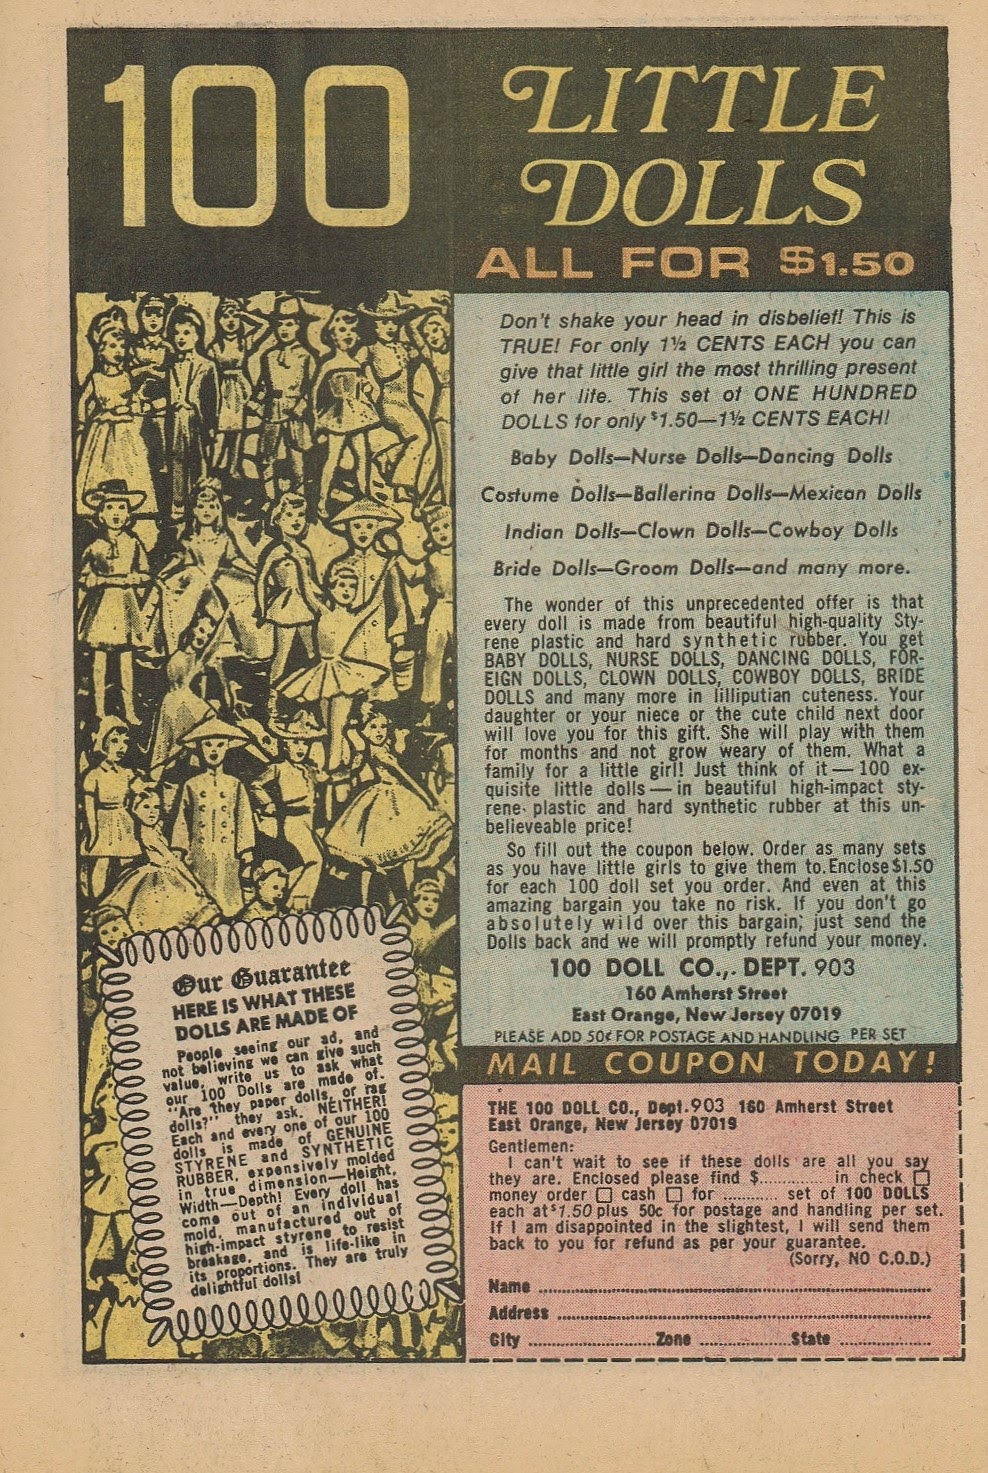 100
LITTLE
DOLLS
ALL FOR $1.50
Don't shake your head in disbelief! This is
TRUE! For only 1½ CENTS EACH you can
give that little girl the most thrilling present
of her life. This set of ONE HUNDRED
DOLLS for only $1.50—1½ CENTS EACH!
Baby Dolls—Nurse Dolls—Dancing Dolls
Costume Dolls—Ballerina Dolls—Mexican Dolls
Indian Dolls—Clown Dolls—Cowboy Dolls
Bride Dolls—Groom Dolls—and many more.
The wonder of this unprecedented offer is that
every doll is made from beautiful high-quality Sty-
rene plastic and hard synthetic rubber. You get
BABY DOLLS, NURSE DOLLS, DANCING DOLLS, FOR-
EIGN DOLLS, CLOWN DOLLS, COWBOY DOLLS, BRIDE
DOLLS and many more in lilliputian cuteness. Your
daughter or your niece or the cute child next door
will love you for this gift. She will play with them
for months and not grow weary of them. What a
family for a little girl! Just think of it — 100 ex-
quisite little dolls — in beautiful high-impact sty-
rene plastic and hard synthetic rubber at this un-
believeable price!
So fill out the coupon below. Order as many sets
as you have little girls to give them to. Enclose $1.50
for each 100 doll set you order. And even at this
amazing bargain you take no risk. If you don't go
absolutely wild over this bargain, just send the
Dolls back and we will promptly refund your money.
100 DOLL CO., DEPT. 903
160 Amherst Street
East Orange, New Jersey 07019
PLEASE ADD 50¢ FOR POSTAGE AND HANDLING PER SET
Our Guarantee
HERE IS WHAT THESE
DOLLS ARE MADE OF
People seeing our ad, and
not believing we can give such
value, write us to ask what
our 100 Dolls are made of.
"Are they paper dolls, or rag
dolls?" they ask. NEITHER!
Each and every one of our 100
dolls is made of GENUINE
STYRENE and SYNTHETIC
RUBBER, expensively molded
in true dimension—Height,
Width—Depth! Every doll has
come out of an individual
mold, manufactured out of
high-impact styrene to resist
breakage, and is life-like in
its proportions. They are truly
delightful dolls!
MAIL COUPON TODAY!
THE 100 DOLL CO., Dept. 903 160 Amherst Street
East Orange, New Jersey 07019
Gentlemen:
I can't wait to see if these dolls are all you say
they are. Enclosed please find $............. in check ☐
money order ☐ cash ☐ for ............ set of 100 DOLLS
each at $1.50 plus 50c for postage and handling per set.
If I am disappointed in the slightest, I will send them
back to you for refund as per your guarantee.
(Sorry, NO C.O.D.)
Name ..............................
Address ..............................
City .................... Zone .............. State ..............